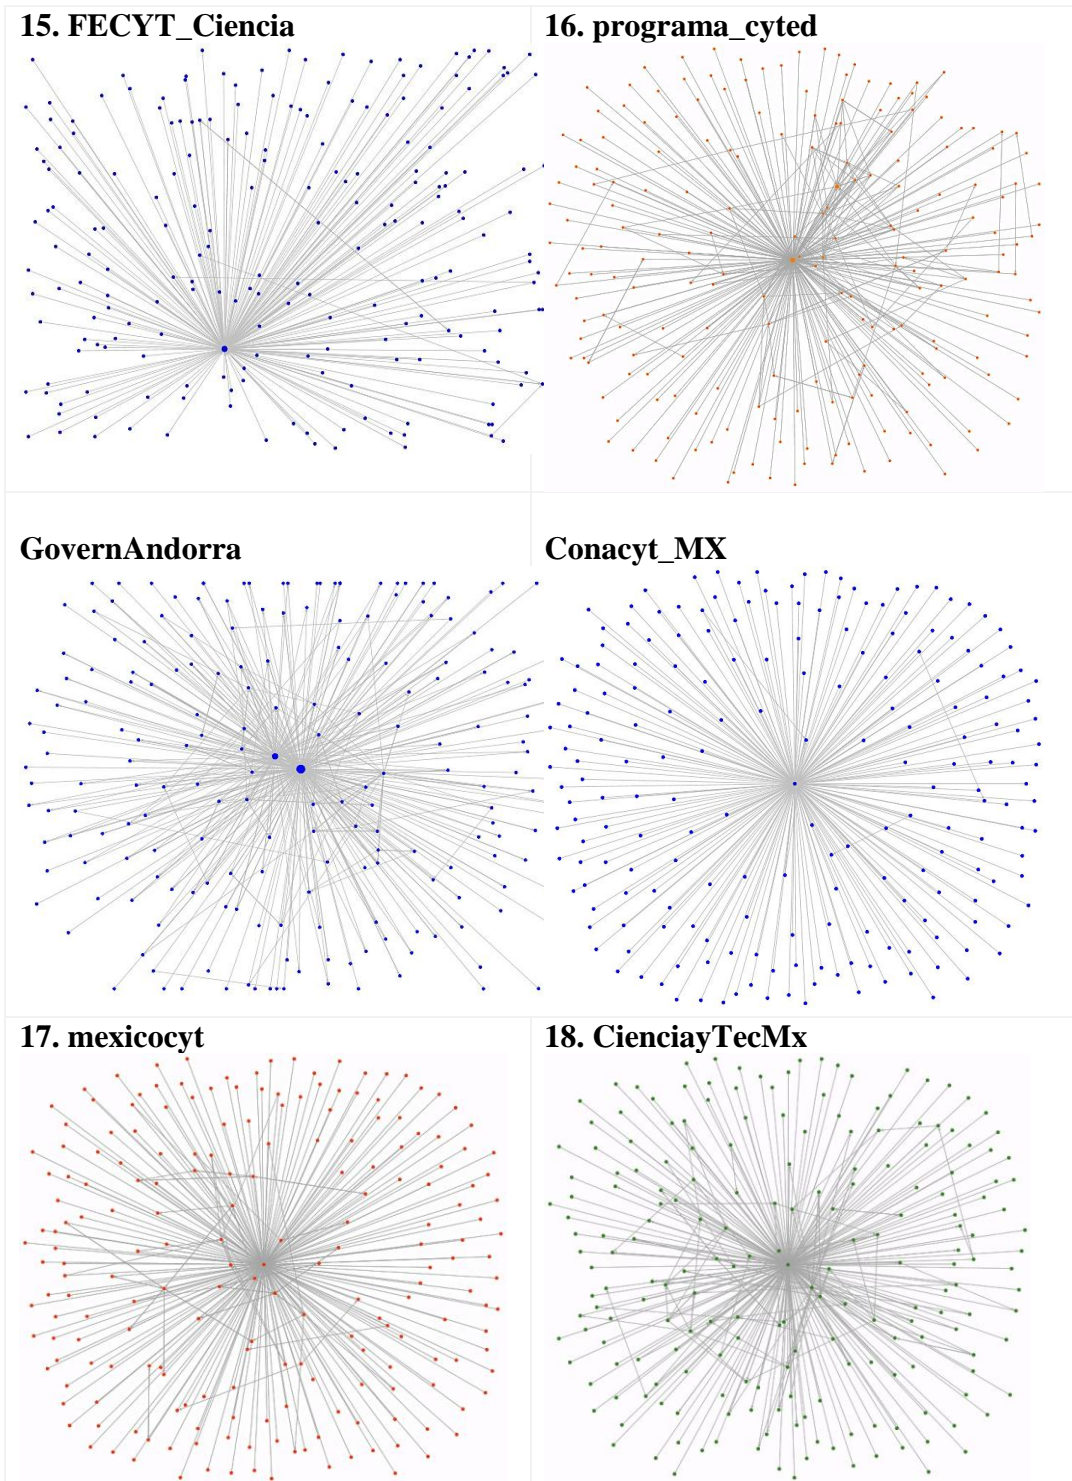 15. FECYT_Ciencia
16. programa_cyted
GovernAndorra
Conacyt_MX
17. mexicocyt
18. CienciayTecMx